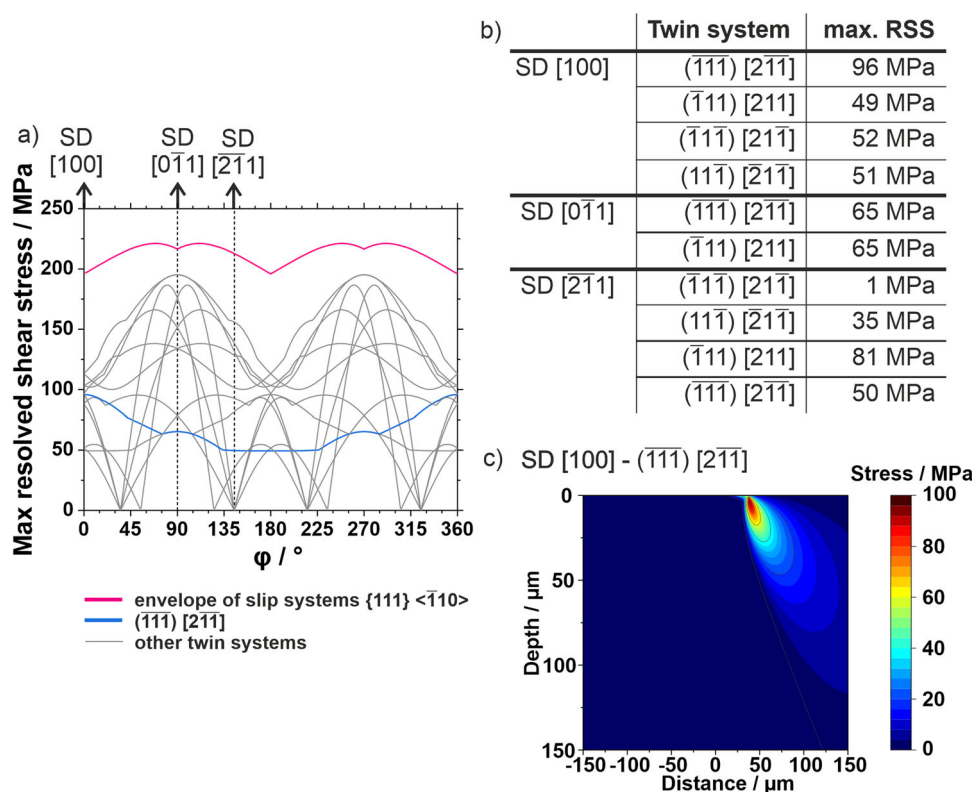 a)
SD
[100]
SD
[01̅1]
SD
[2̅1̅1]
Max resolved shear stress / MPa
250
200
150
100
50
0
0 45 90 135 180 225 270 315 360
φ / °
envelope of slip systems {111} <1̅10>
(1̅1̅1̅) [21̅1̅]
other twin systems
b)
Twin system max. RSS
SD [100] (1̅1̅1̅) [21̅1̅] 96 MPa
(1̅11) [211] 49 MPa
(1̅11̅) [211̅] 52 MPa
(111̅) [2̅11̅] 51 MPa
SD [01̅1] (1̅1̅1̅) [21̅1̅] 65 MPa
(1̅11) [211] 65 MPa
SD [2̅1̅1] (1̅11̅) [211̅] 1 MPa
(111̅) [2̅11̅] 35 MPa
(1̅11) [211] 81 MPa
(1̅1̅1̅) [21̅1̅] 50 MPa
c) SD [100] - (1̅1̅1̅) [21̅1̅]
Stress / MPa
0
50
100
150
Depth / µm
-150 -100 -50 0 50 100 150
Distance / µm
100
80
60
40
20
0